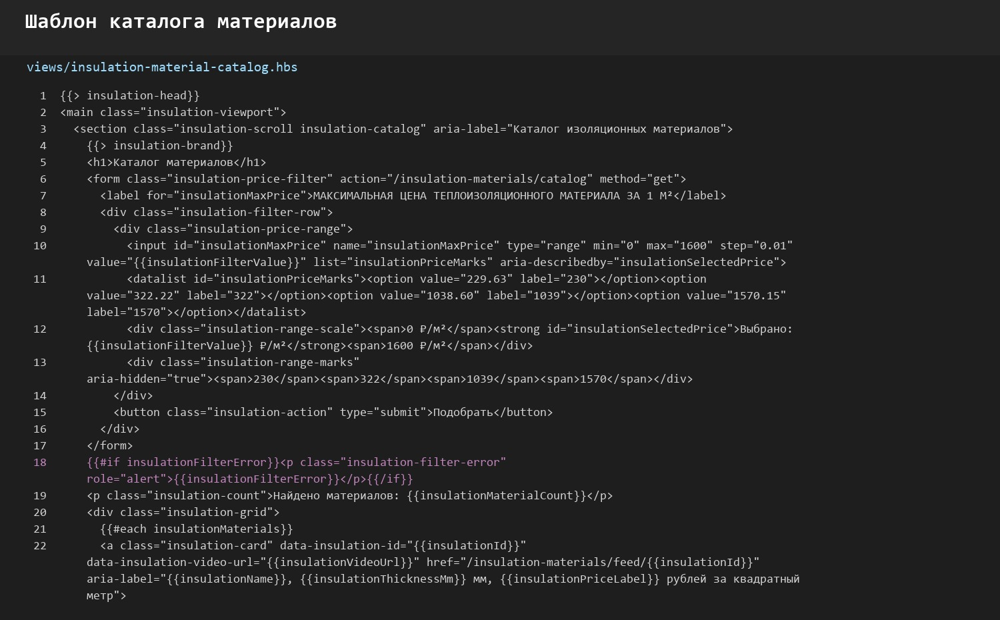 Шаблон каталога материалов
views/insulation-material-catalog.hbs
1 {{> insulation-head}}
2 <main class="insulation-viewport">
3 <section class="insulation-scroll insulation-catalog" aria-label="Каталог изоляционных материалов">
4 {{> insulation-brand}}
5 <h1>Каталог материалов</h1>
6 <form class="insulation-price-filter" action="/insulation-materials/catalog" method="get">
7 <label for="insulationMaxPrice">МАКСИМАЛЬНАЯ ЦЕНА ТЕПЛОИЗОЛЯЦИОННОГО МАТЕРИАЛА ЗА 1 М²</label>
8 <div class="insulation-filter-row">
9 <div class="insulation-price-range">
10 <input id="insulationMaxPrice" name="insulationMaxPrice" type="range" min="0" max="1600" step="0.01"
value="{{insulationFilterValue}}" list="insulationPriceMarks" aria-describedby="insulationSelectedPrice">
11 <datalist id="insulationPriceMarks"><option value="229.63" label="230"></option><option
value="322.22" label="322"></option><option value="1038.60" label="1039"></option><option value="1570.15"
label="1570"></option></datalist>
12 <div class="insulation-range-scale"><span>0 ₽/м²</span><strong id="insulationSelectedPrice">Выбрано:
{{insulationFilterValue}} ₽/м²</strong><span>1600 ₽/м²</span></div>
13 <div class="insulation-range-marks"
aria-hidden="true"><span>230</span><span>322</span><span>1039</span><span>1570</span></div>
14 </div>
15 <button class="insulation-action" type="submit">Подобрать</button>
16 </div>
17 </form>
18 {{#if insulationFilterError}}<p class="insulation-filter-error"
role="alert">{{insulationFilterError}}</p>{{/if}}
19 <p class="insulation-count">Найдено материалов: {{insulationMaterialCount}}</p>
20 <div class="insulation-grid">
21 {{#each insulationMaterials}}
22 <a class="insulation-card" data-insulation-id="{{insulationId}}"
data-insulation-video-url="{{insulationVideoUrl}}" href="/insulation-materials/feed/{{insulationId}}"
aria-label="{{insulationName}}, {{insulationThicknessMm}} мм, {{insulationPriceLabel}} рублей за квадратный
метр">